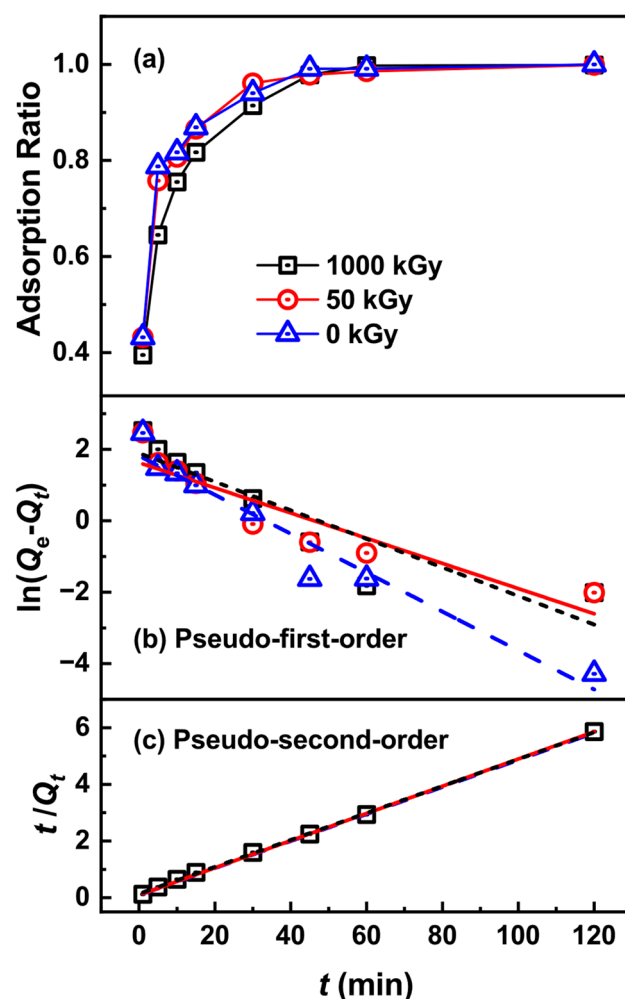 (a)
1.0
0.8
0.6
0.4
Adsorption Ratio
1000 kGy
50 kGy
0 kGy
2
0
−2
−4
ln(Qe-Qt)
(b) Pseudo-first-order
(c) Pseudo-second-order
6
4
2
0
t /Qt
0 20 40 60 80 100 120
t (min)